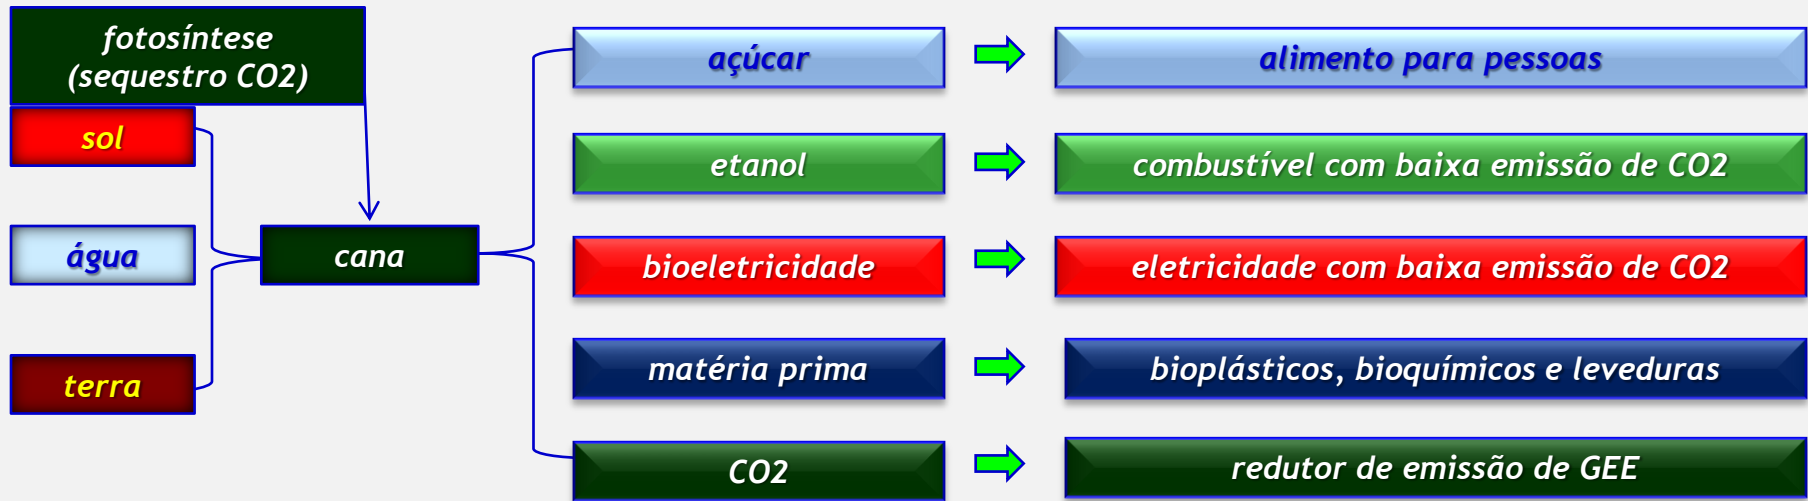 fotosíntese
(sequestro CO2)
sol
água
terra
cana
açúcar
alimento para pessoas
etanol
combustível com baixa emissão de CO2
bioeletricidade
eletricidade com baixa emissão de CO2
matéria prima
bioplásticos, bioquímicos e leveduras
CO2
redutor de emissão de GEE